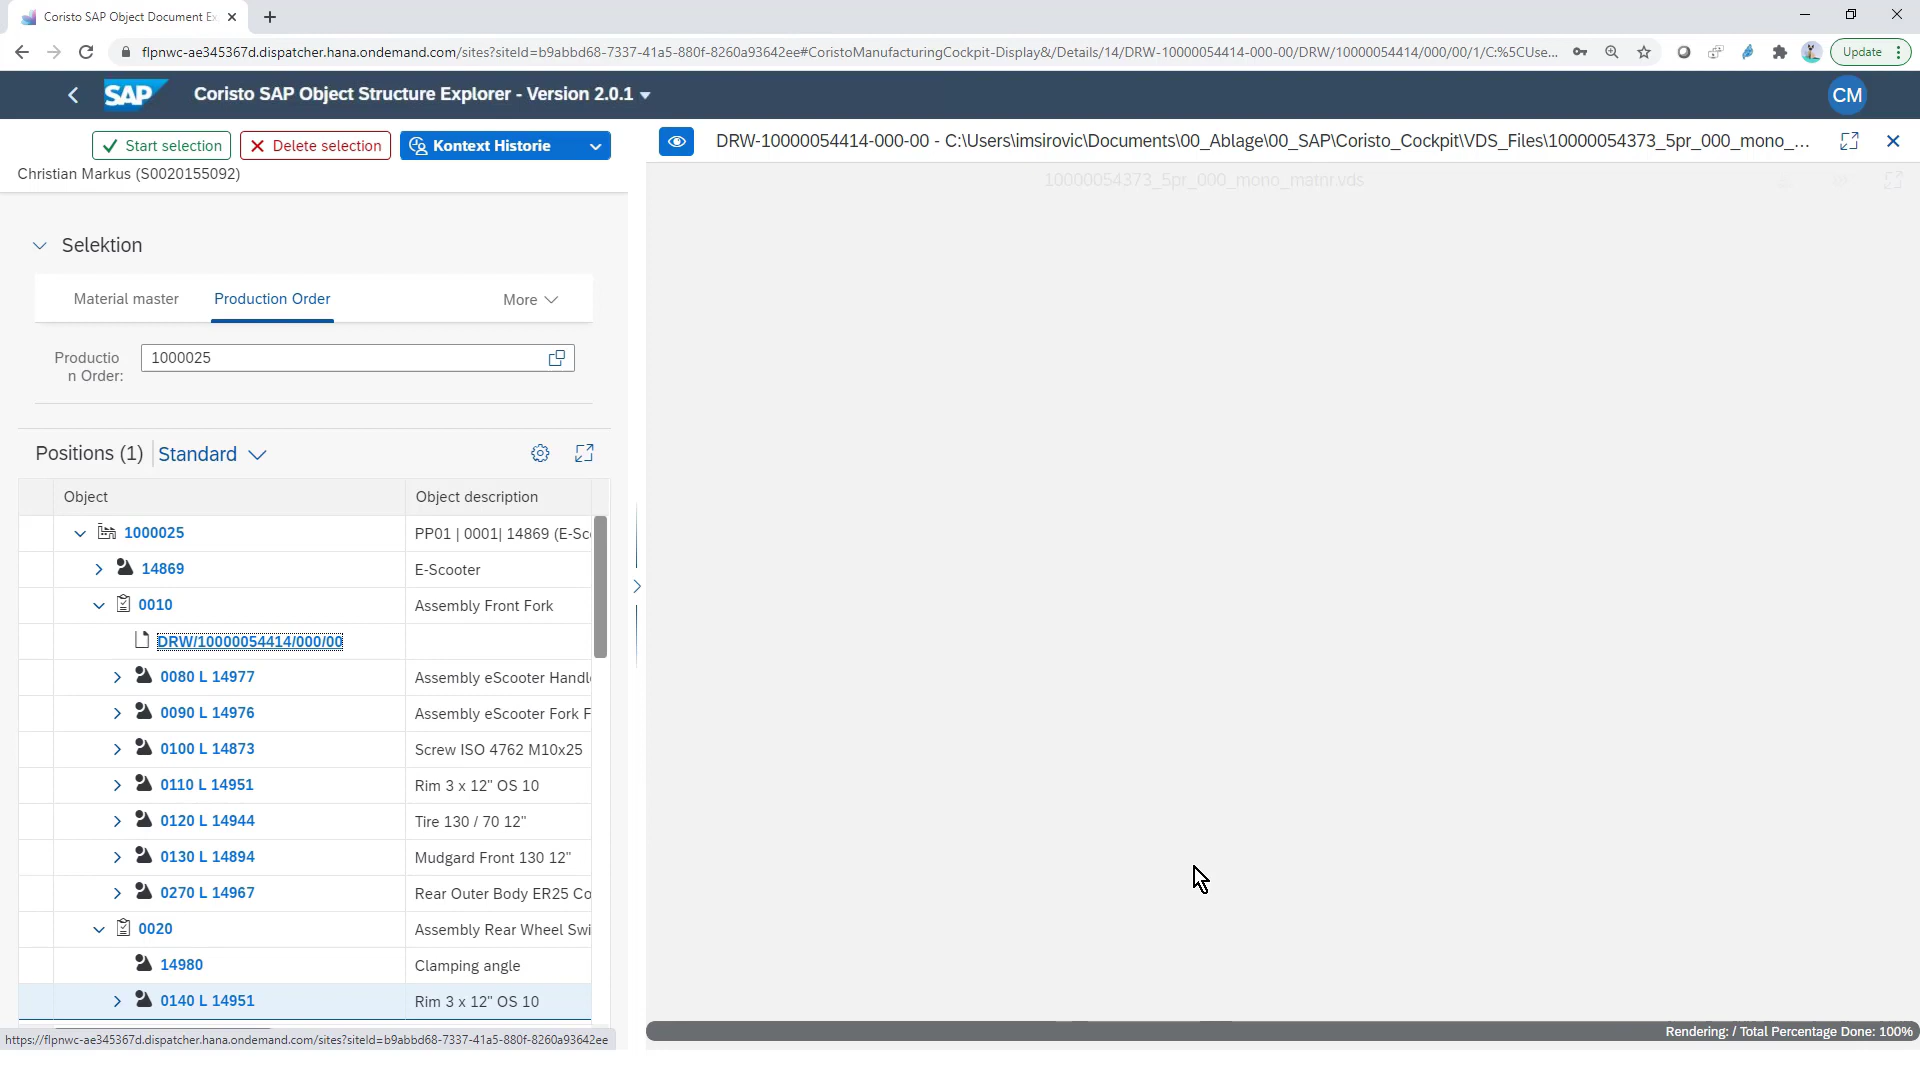 Coristo SAP Object Document Ex
flpnwc-ae345367d.dispatcher.hana.ondemand.com/sites?siteId=b9abbd68-7337-41a5-880f-8260a93642ee#CoristoManufacturingCockpit-Display&/Details/14/DRW-10000054414-000-00/DRW/10000054414/000/00/1/C:%5CUse...
Update
SAP
Coristo SAP Object Structure Explorer - Version 2.0.1
CM
Start selection
Delete selection
Kontext Historie
Christian Markus (S0020155092)
DRW-10000054414-000-00 - C:\Users\imsirovic\Documents\00_Ablage\00_SAP\Coristo_Cockpit\VDS_Files\10000054373_5pr_000_mono_...
10000054373_5pr_000_mono_matnr.vds
Selektion
Material master
Production Order
More
Productio
n Order:
1000025
Positions (1)
Standard
Object
Object description
1000025
PP01 | 0001| 14869 (E-Sc
14869
E-Scooter
0010
Assembly Front Fork
DRW/10000054414/000/00
0080 L 14977
Assembly eScooter Handl
0090 L 14976
Assembly eScooter Fork F
0100 L 14873
Screw ISO 4762 M10x25
0110 L 14951
Rim 3 x 12" OS 10
0120 L 14944
Tire 130 / 70 12"
0130 L 14894
Mudgard Front 130 12"
0270 L 14967
Rear Outer Body ER25 Co
0020
Assembly Rear Wheel Swi
14980
Clamping angle
0140 L 14951
Rim 3 x 12" OS 10
https://flpnwc-ae345367d.dispatcher.hana.ondemand.com/sites?siteId=b9abbd68-7337-41a5-880f-8260a93642ee
Rendering: / Total Percentage Done: 100%